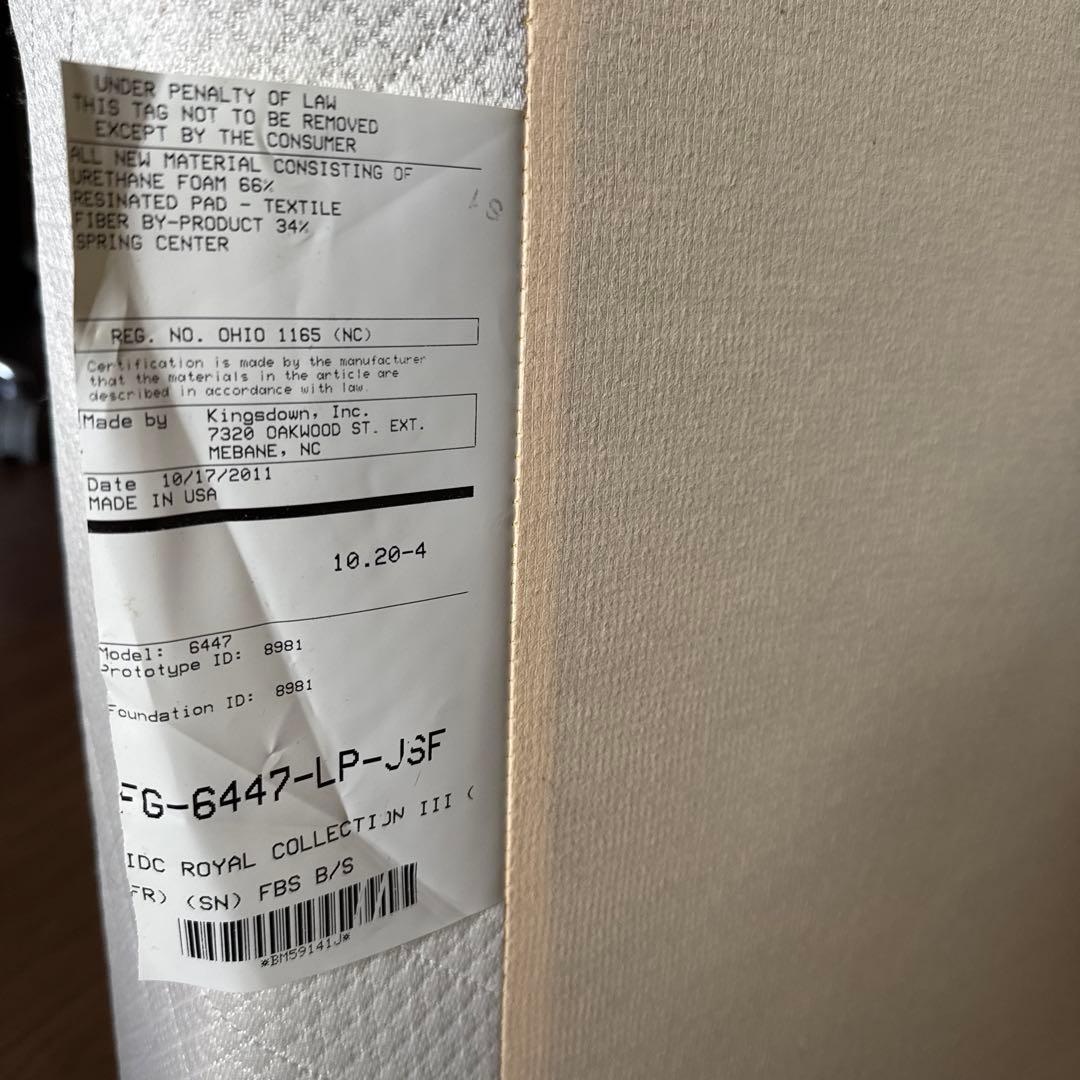 UNDER PENALTY OF LAW
THIS TAG NOT TO BE REMOVED
EXCEPT BY THE CONSUMER
ALL NEW MATERIAL CONSISTING OF
URETHANE FOAM 66%
RESINATED PAD - TEXTILE
FIBER BY-PRODUCT 34%
SPRING CENTER
REG. NO. OHIO 1165 (NC)
Certification is made by the manufacturer
that the materials in the article are
described in accordance with law.
Made by Kingsdown, Inc.
7320 OAKWOOD ST. EXT.
MEBANE, NC
Date 10/17/2011
MADE IN USA
10.20-4
Model: 6447
Prototype ID: 8981
Foundation ID: 8981
FG-6447-LP-JSF
IDC ROYAL COLLECTION III (
FR) (SN) FBS B/S
*BM59141J*